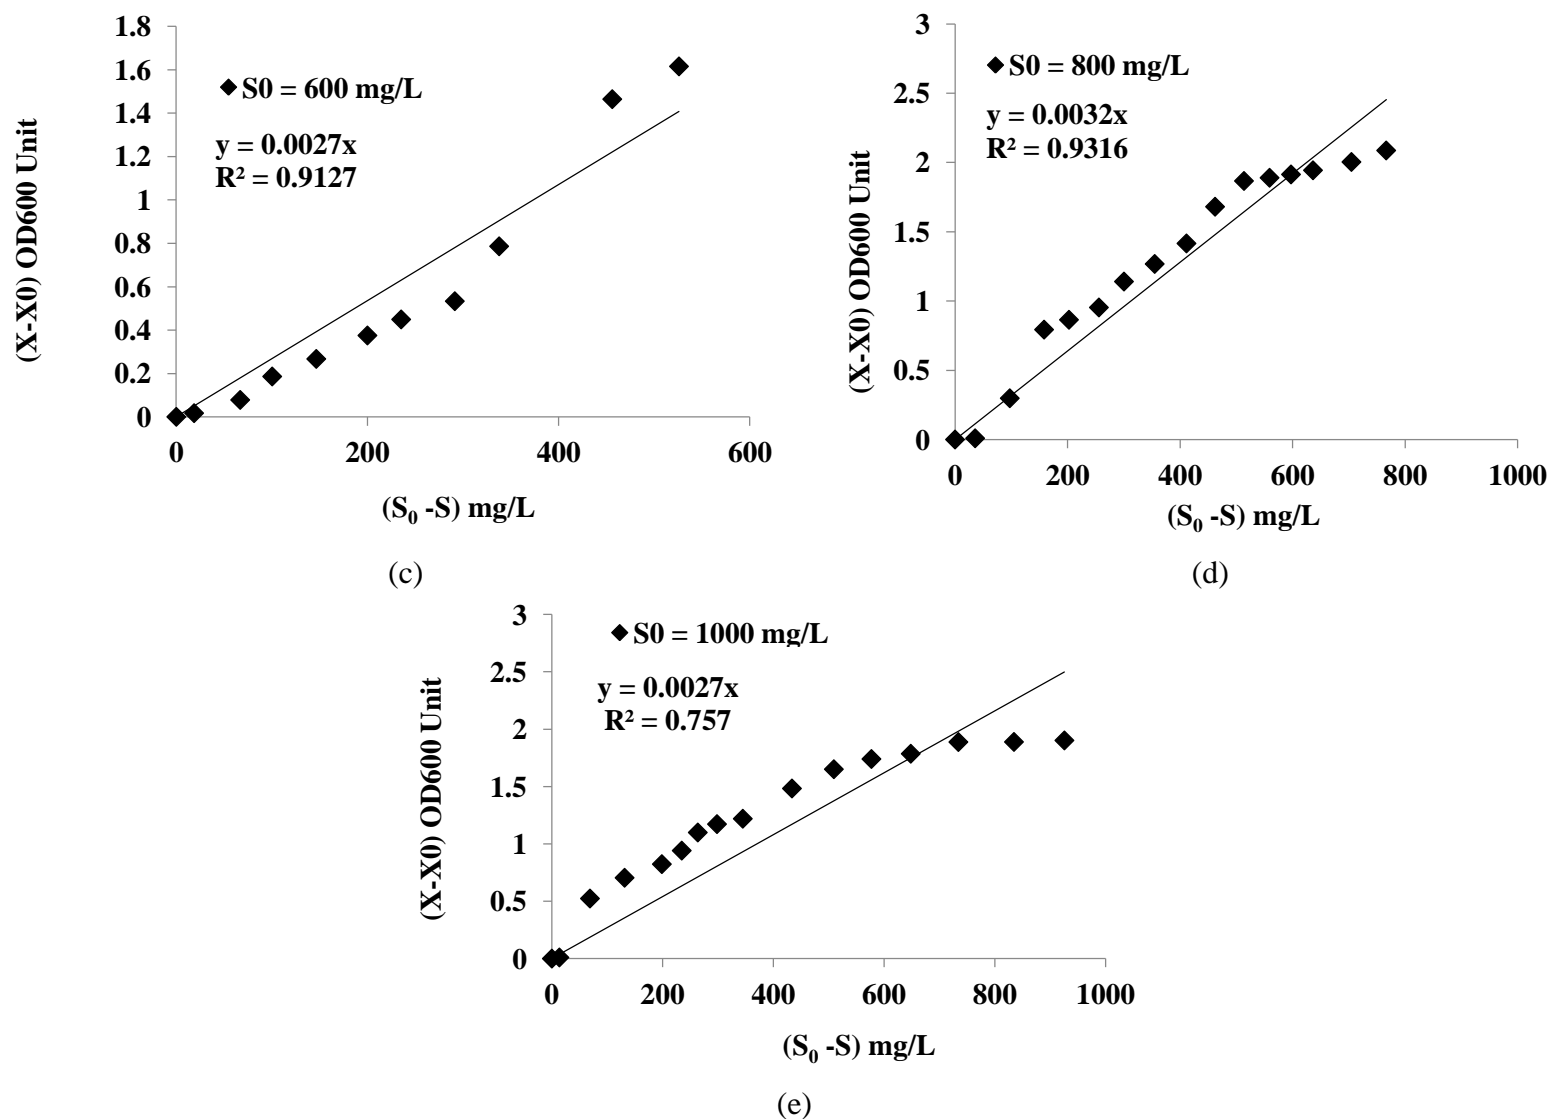 1.8
1.6
1.4
1.2
1
0.8
0.6
0.4
0.2
0
(X-X0) OD600 Unit
S0 = 600 mg/L
y = 0.0027x
R² = 0.9127
0 200 400 600
(S₀ -S) mg/L
(c)
3
2.5
2
1.5
1
0.5
0
(X-X0) OD600 Unit
S0 = 800 mg/L
y = 0.0032x
R² = 0.9316
0 200 400 600 800 1000
(S₀ -S) mg/L
(d)
3
2.5
2
1.5
1
0.5
0
(X-X0) OD600 Unit
S0 = 1000 mg/L
y = 0.0027x
R² = 0.757
0 200 400 600 800 1000
(S₀ -S) mg/L
(e)